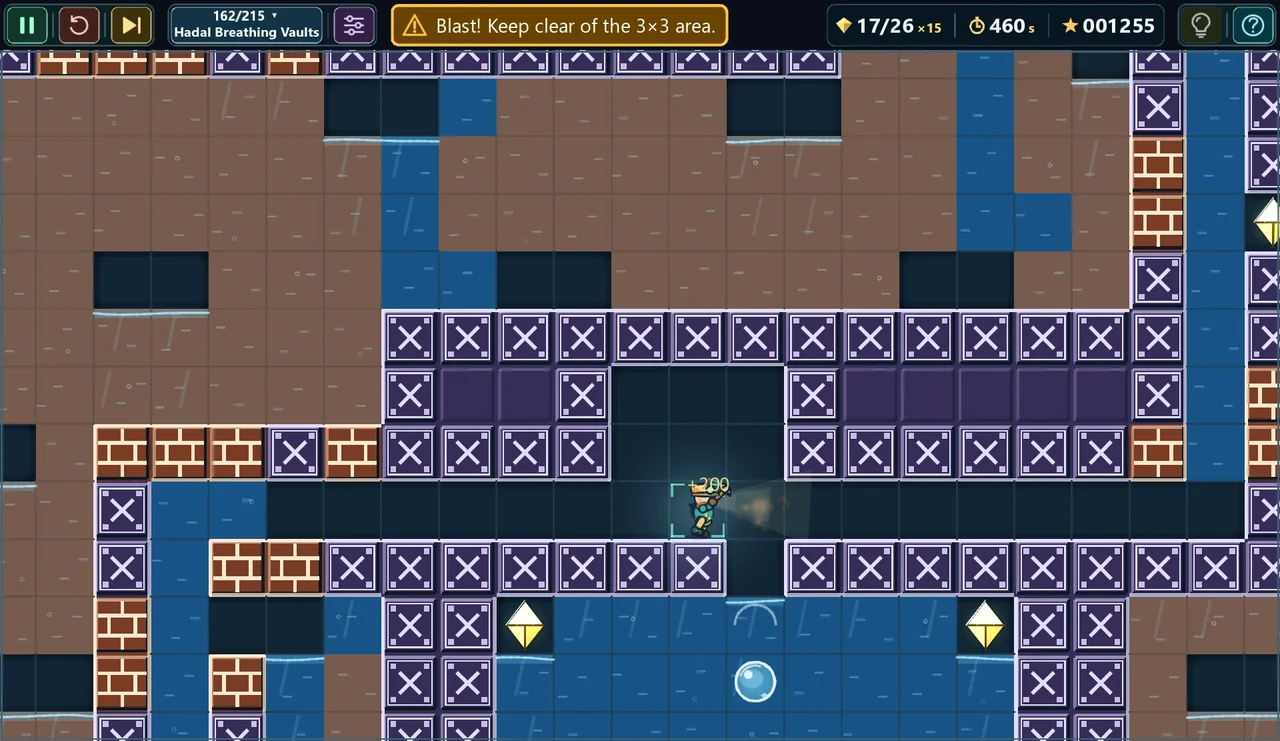 162/215 ▾
Hadal Breathing Vaults
Blast! Keep clear of the 3×3 area.
17/26 ×15
460 s
001255
+200